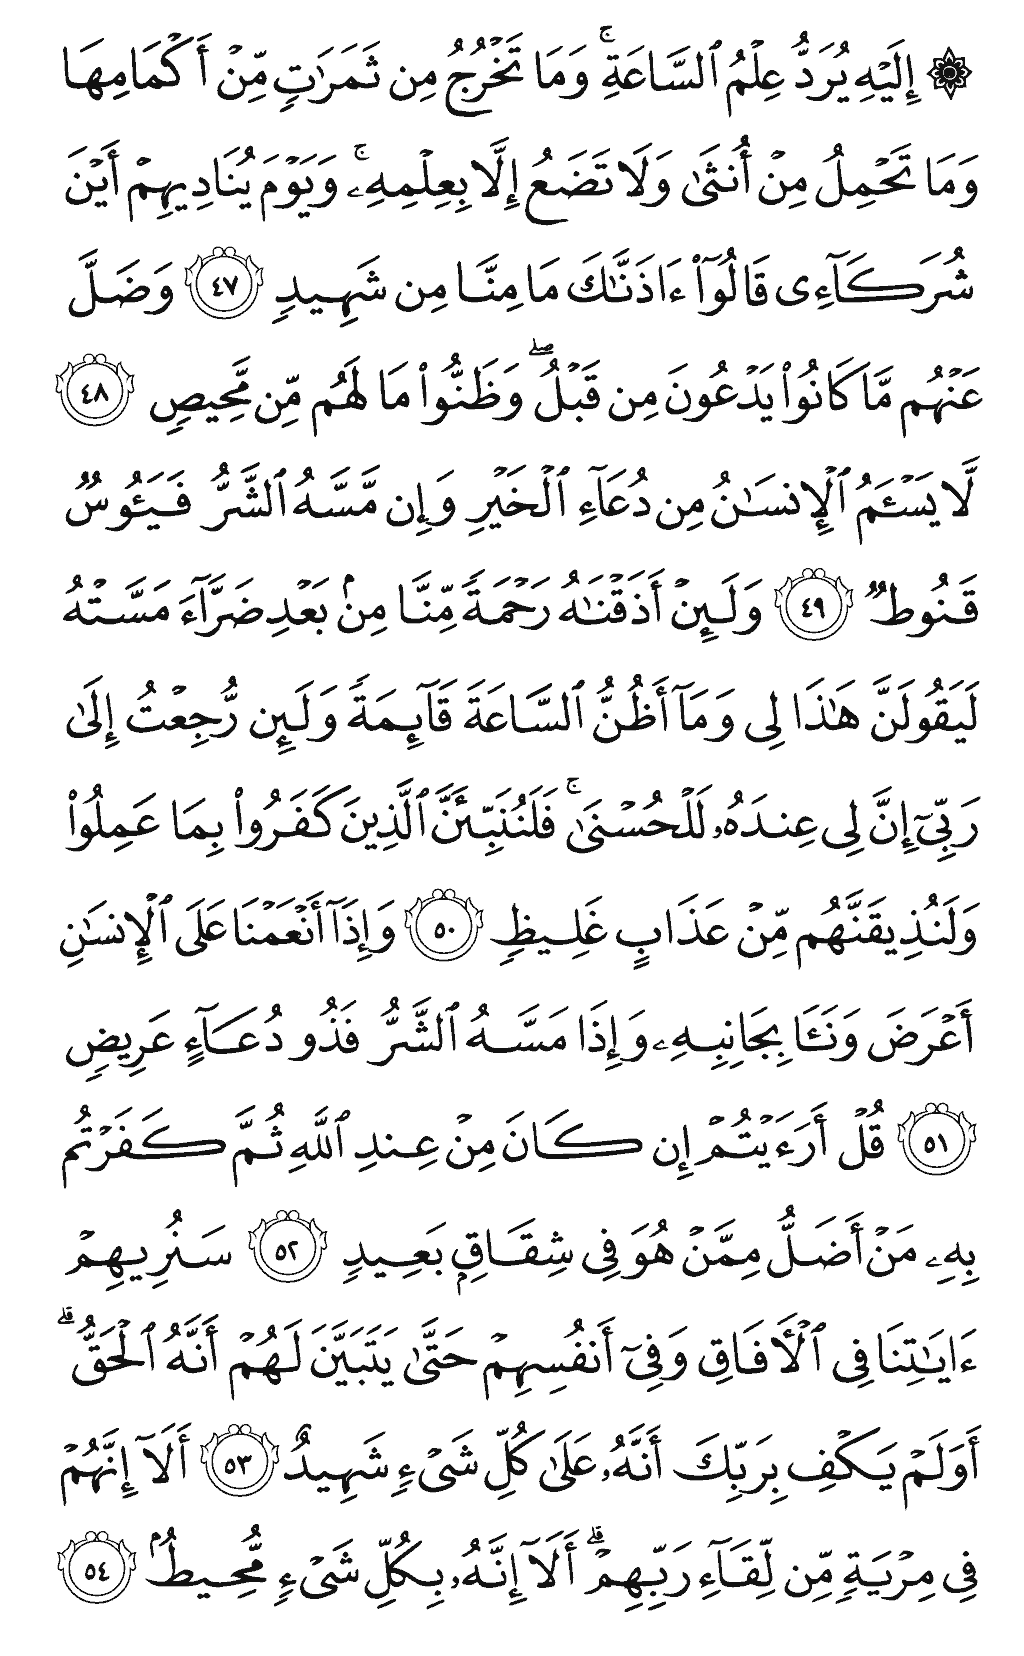 ۞ إِلَيْهِ يُرَدُّ عِلْمُ ٱلسَّاعَةِ ۚ وَمَا تَخْرُجُ مِن ثَمَرَٰتٍ مِّنْ أَكْمَامِهَا
وَمَا تَحْمِلُ مِنْ أُنثَىٰ وَلَا تَضَعُ إِلَّا بِعِلْمِهِۦ ۚ وَيَوْمَ يُنَادِيهِمْ أَيْنَ
شُرَكَآءِى قَالُوٓا۟ ءَاذَنَّٰكَ مَا مِنَّا مِن شَهِيدٍ ٤٧ وَضَلَّ
عَنْهُم مَّا كَانُوا۟ يَدْعُونَ مِن قَبْلُ ۖ وَظَنُّوا۟ مَا لَهُم مِّن مَّحِيصٍ ٤٨
لَّا يَسْـَٔمُ ٱلْإِنسَٰنُ مِن دُعَآءِ ٱلْخَيْرِ وَإِن مَّسَّهُ ٱلشَّرُّ فَيَـُٔوسٌ
قَنُوطٌ ٤٩ وَلَئِنْ أَذَقْنَٰهُ رَحْمَةً مِّنَّا مِنۢ بَعْدِ ضَرَّآءَ مَسَّتْهُ
لَيَقُولَنَّ هَٰذَا لِى وَمَآ أَظُنُّ ٱلسَّاعَةَ قَآئِمَةً وَلَئِن رُّجِعْتُ إِلَىٰ
رَبِّىٓ إِنَّ لِى عِندَهُۥ لَلْحُسْنَىٰ ۚ فَلَنُنَبِّئَنَّ ٱلَّذِينَ كَفَرُوا۟ بِمَا عَمِلُوا۟
وَلَنُذِيقَنَّهُم مِّنْ عَذَابٍ غَلِيظٍ ٥٠ وَإِذَآ أَنْعَمْنَا عَلَى ٱلْإِنسَٰنِ
أَعْرَضَ وَنَـَٔا بِجَانِبِهِۦ وَإِذَا مَسَّهُ ٱلشَّرُّ فَذُو دُعَآءٍ عَرِيضٍ
٥١ قُلْ أَرَءَيْتُمْ إِن كَانَ مِنْ عِندِ ٱللَّهِ ثُمَّ كَفَرْتُم
بِهِۦ مَنْ أَضَلُّ مِمَّنْ هُوَ فِى شِقَاقٍۭ بَعِيدٍ ٥٢ سَنُرِيهِمْ
ءَايَٰتِنَا فِى ٱلْـَٔافَاقِ وَفِىٓ أَنفُسِهِمْ حَتَّىٰ يَتَبَيَّنَ لَهُمْ أَنَّهُ ٱلْحَقُّ ۗ
أَوَلَمْ يَكْفِ بِرَبِّكَ أَنَّهُۥ عَلَىٰ كُلِّ شَىْءٍ شَهِيدٌ ٥٣ أَلَآ إِنَّهُمْ
فِى مِرْيَةٍ مِّن لِّقَآءِ رَبِّهِمْ ۗ أَلَآ إِنَّهُۥ بِكُلِّ شَىْءٍ مُّحِيطٌۢ ٥٤